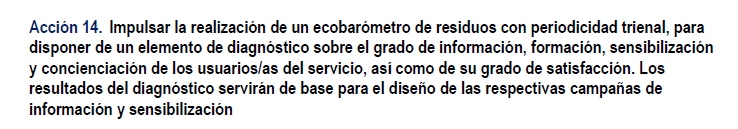 Acción 14. Impulsar la realización de un ecobarómetro de residuos con periodicidad trienal, para
disponer de un elemento de diagnóstico sobre el grado de información, formación, sensibilización
y concienciación de los usuarios/as del servicio, así como de su grado de satisfacción. Los
resultados del diagnóstico servirán de base para el diseño de las respectivas campañas de
información y sensibilización